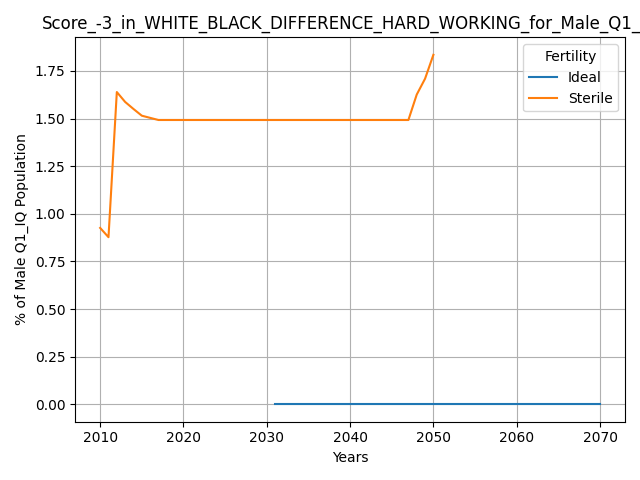 Score_-3_in_WHITE_BLACK_DIFFERENCE_HARD_WORKING_for_Male_Q1_
Fertility
Ideal
Sterile
% of Male Q1_IQ Population
1.75
1.50
1.25
1.00
0.75
0.50
0.25
0.00
2010 2020 2030 2040 2050 2060 2070
Years